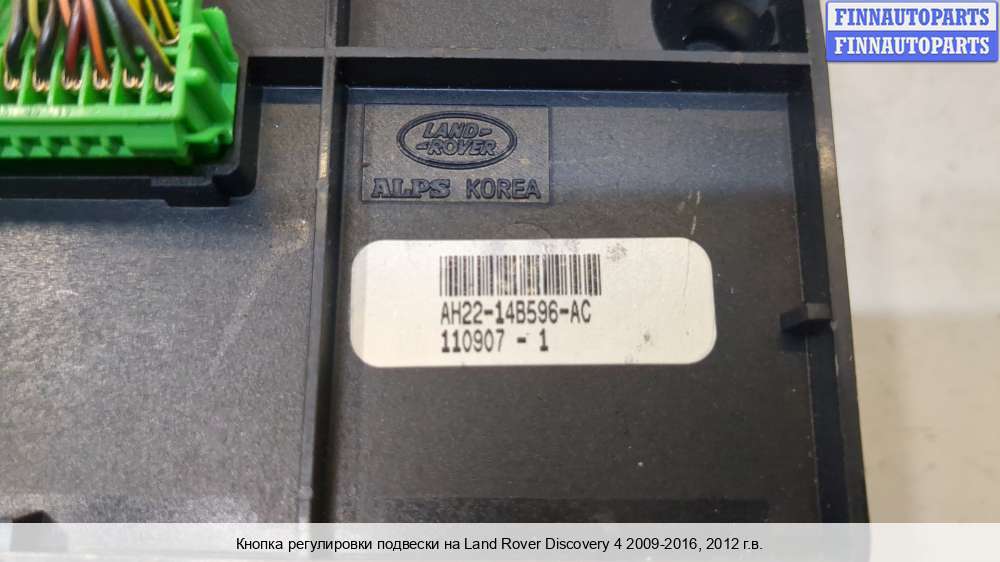 FINNAUTOPARTS
FINNAUTOPARTS
LAND-
-ROVER
ALPS KOREA
AH22-14B596-AC
110907 - 1
Кнопка регулировки подвески на Land Rover Discovery 4 2009-2016, 2012 г.в.